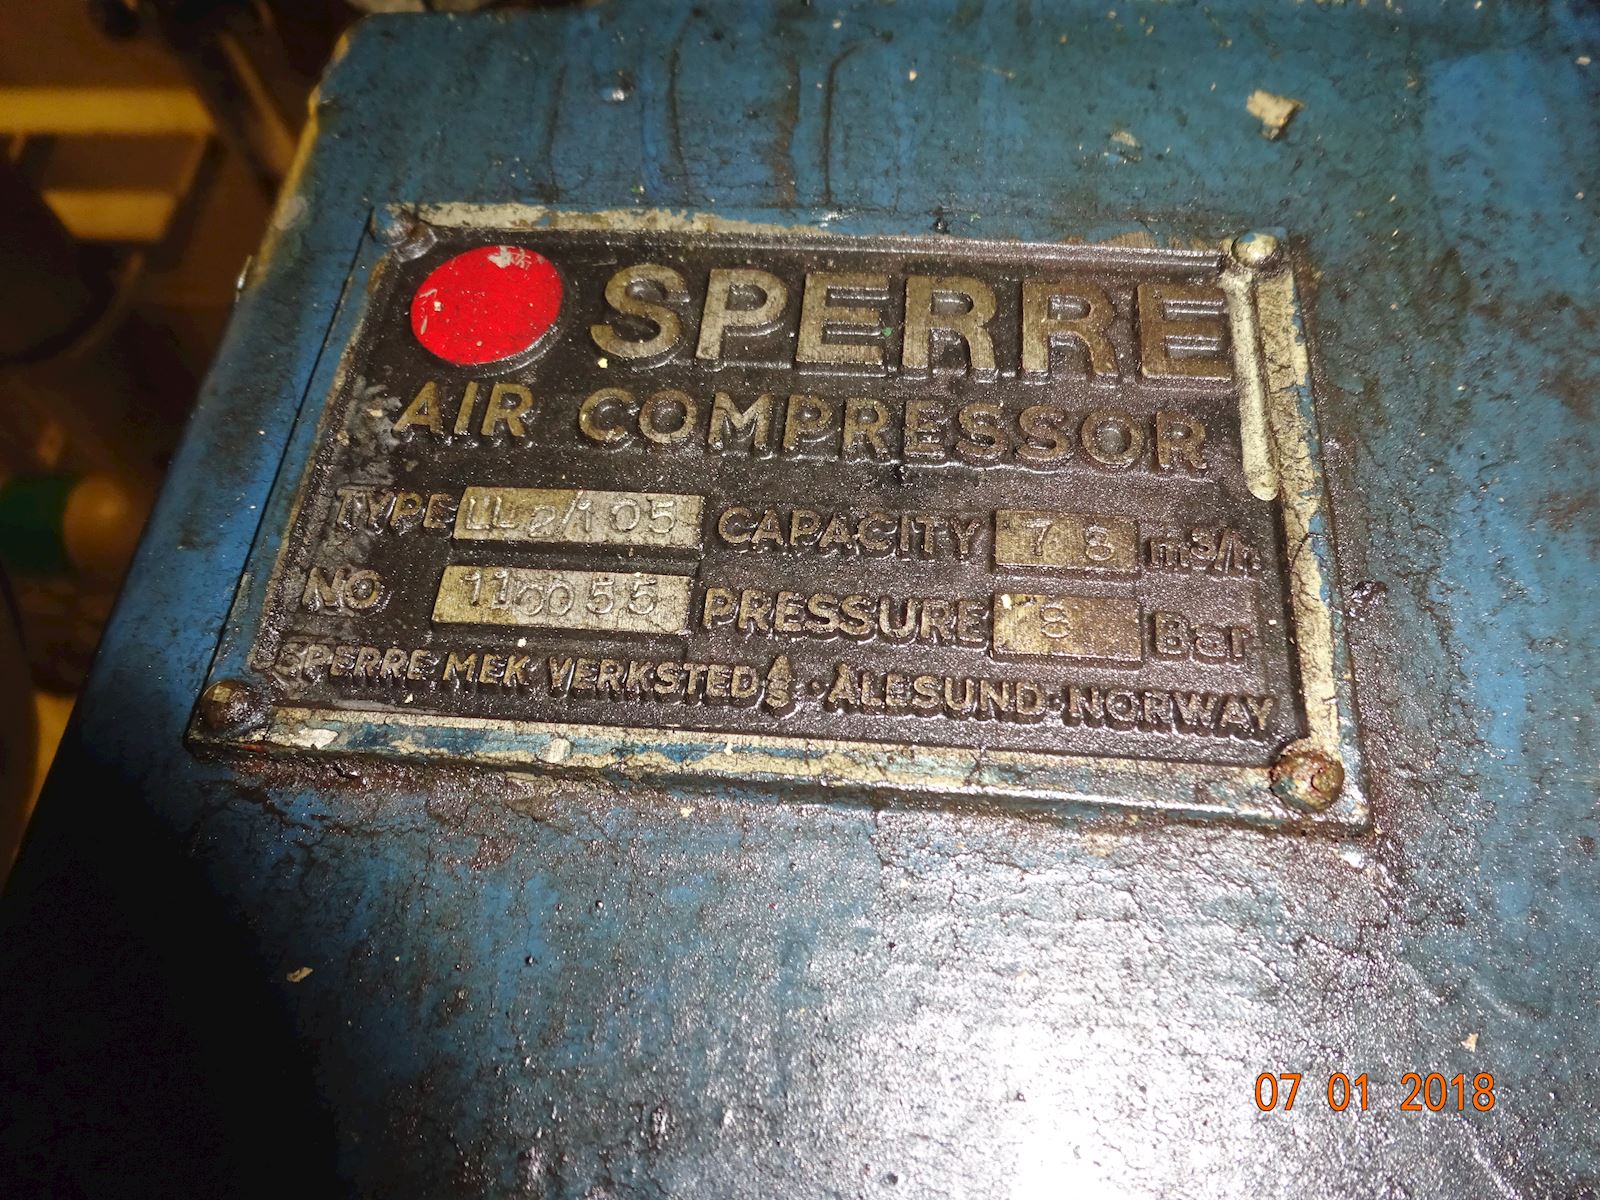 SPERRE
AIR COMPRESSOR
TYPE LL2/105 CAPACITY 78 m3/h
NO 110055 PRESSURE 8 Bar
SPERRE MEK VERKSTED A/S · ÅLESUND · NORWAY
07 01 2018